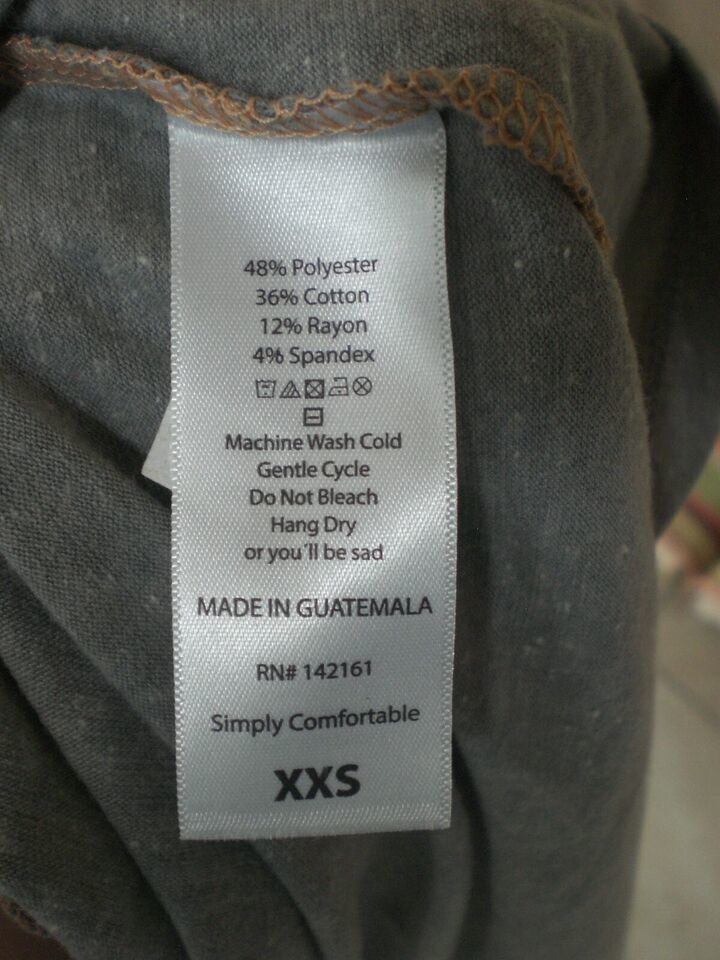 48% Polyester
36% Cotton
12% Rayon
4% Spandex
Machine Wash Cold
Gentle Cycle
Do Not Bleach
Hang Dry
or you´ll be sad
MADE IN GUATEMALA
RN# 142161
Simply Comfortable
XXS